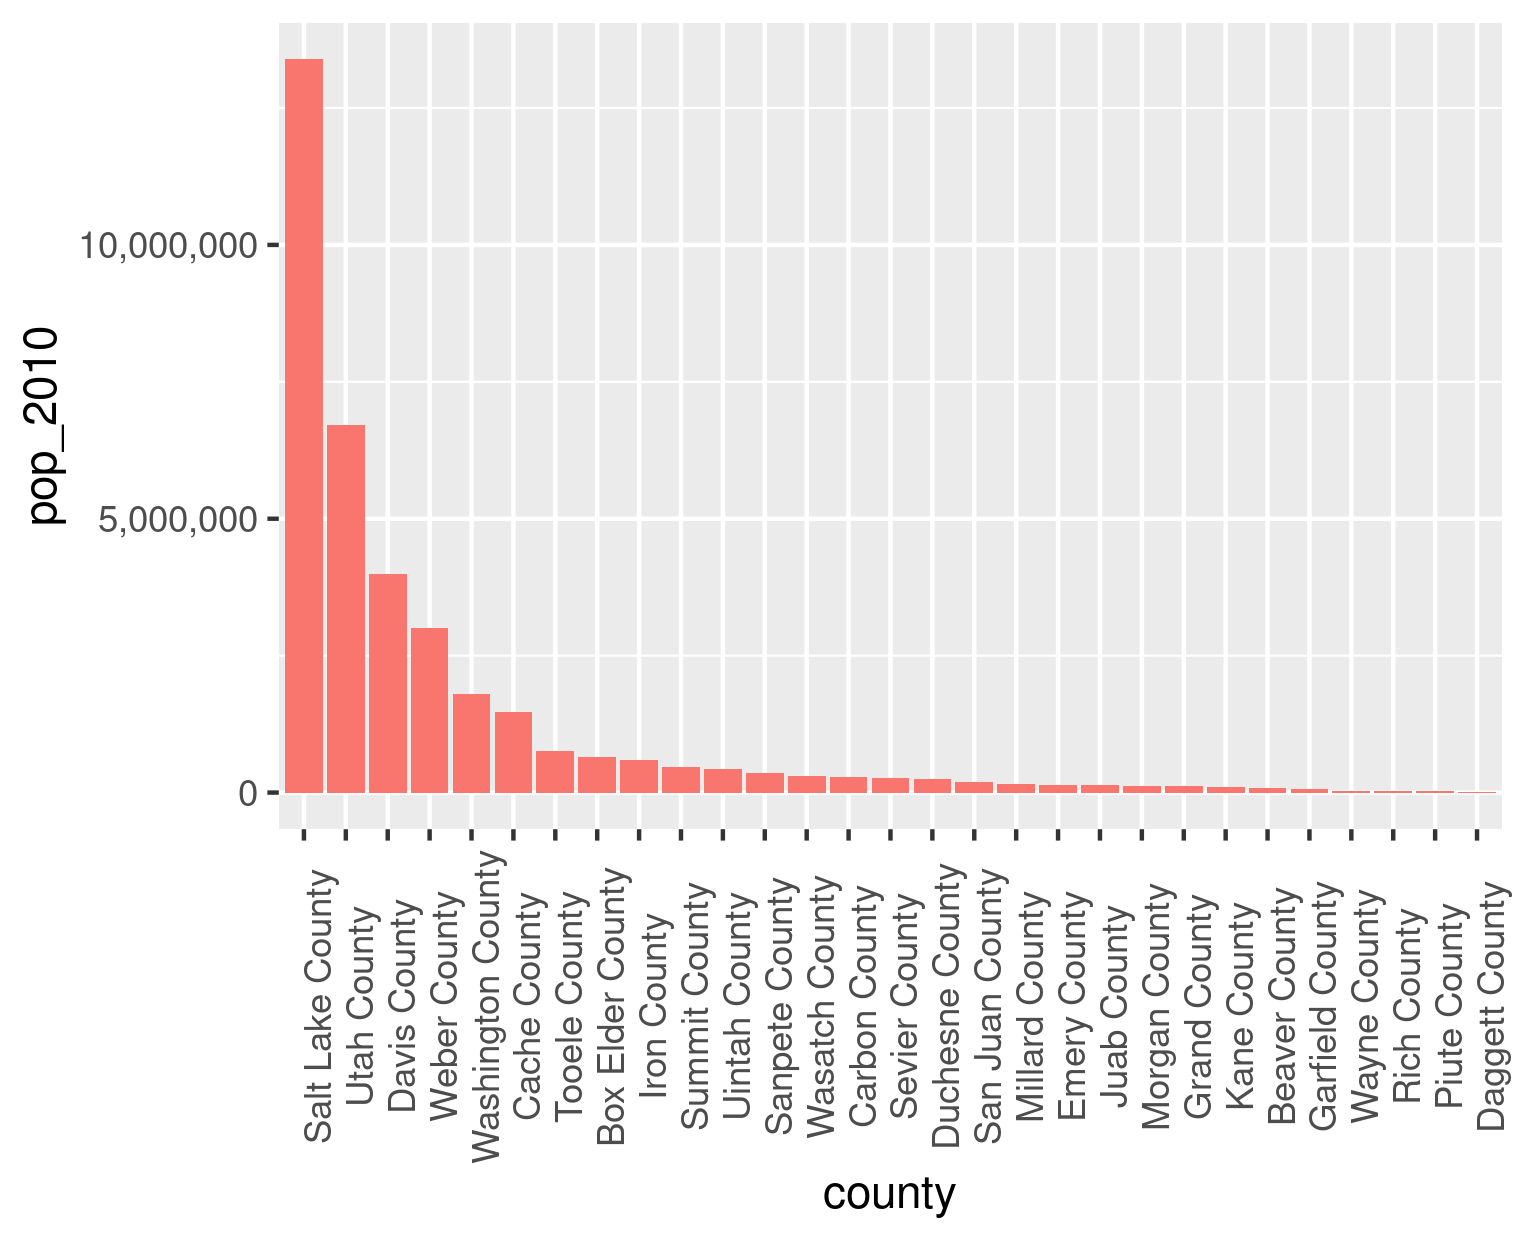 pop_2010
10,000,000
5,000,000
0
Salt Lake County
Utah County
Davis County
Weber County
Washington County
Cache County
Tooele County
Box Elder County
Iron County
Summit County
Uintah County
Sanpete County
Wasatch County
Carbon County
Sevier County
Duchesne County
San Juan County
Millard County
Emery County
Juab County
Morgan County
Grand County
Kane County
Beaver County
Garfield County
Wayne County
Rich County
Piute County
Daggett County
county